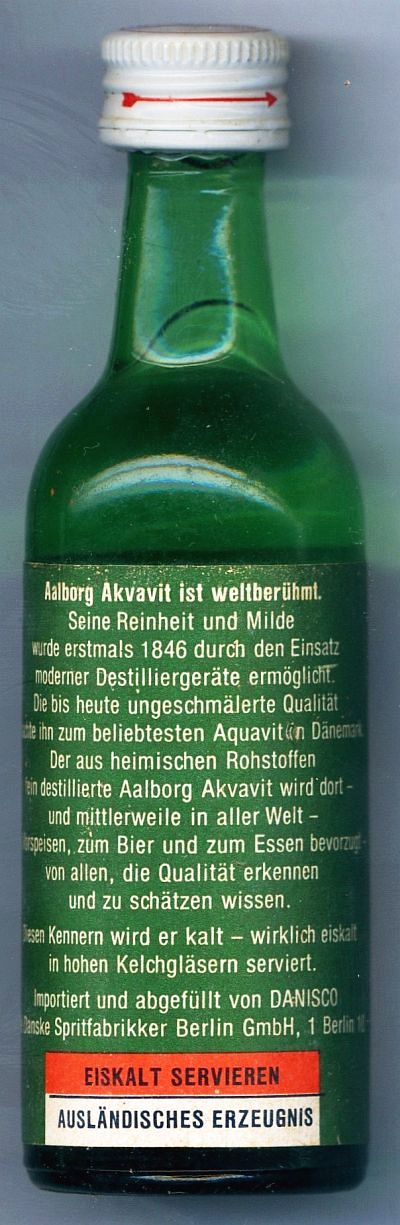 Aalborg Akvavit ist weltberühmt.
Seine Reinheit und Milde
wurde erstmals 1846 durch den Einsatz
moderner Destilliergeräte ermöglicht.
Die bis heute ungeschmälerte Qualität
ihn zum beliebtesten Aquavit in Dänemark.
Der aus heimischen Rohstoffen
fein destillierte Aalborg Akvavit wird dort –
und mittlerweile in aller Welt –
zum Bier und zum Essen bevorzugt –
von allen, die Qualität erkennen
und zu schätzen wissen.
Diesen Kennern wird er kalt – wirklich eiskalt
in hohen Kelchgläsern serviert.
Importiert und abgefüllt von DANISCO
Danske Spritfabrikker Berlin GmbH, 1 Berlin 10
EISKALT SERVIEREN
AUSLÄNDISCHES ERZEUGNIS